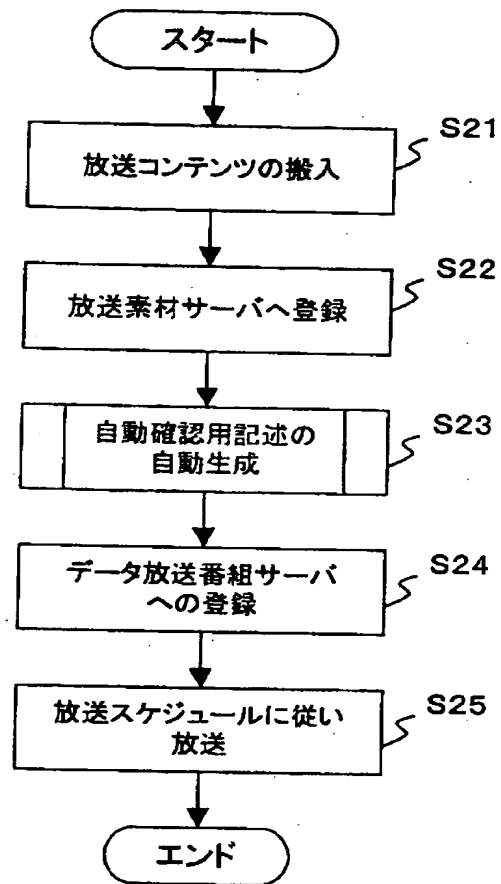 スタート
放送コンテンツの搬入
S21
放送素材サーバへ登録
S22
自動確認用記述の
自動生成
S23
データ放送番組サーバ
への登録
S24
放送スケジュールに従い
放送
S25
エンド